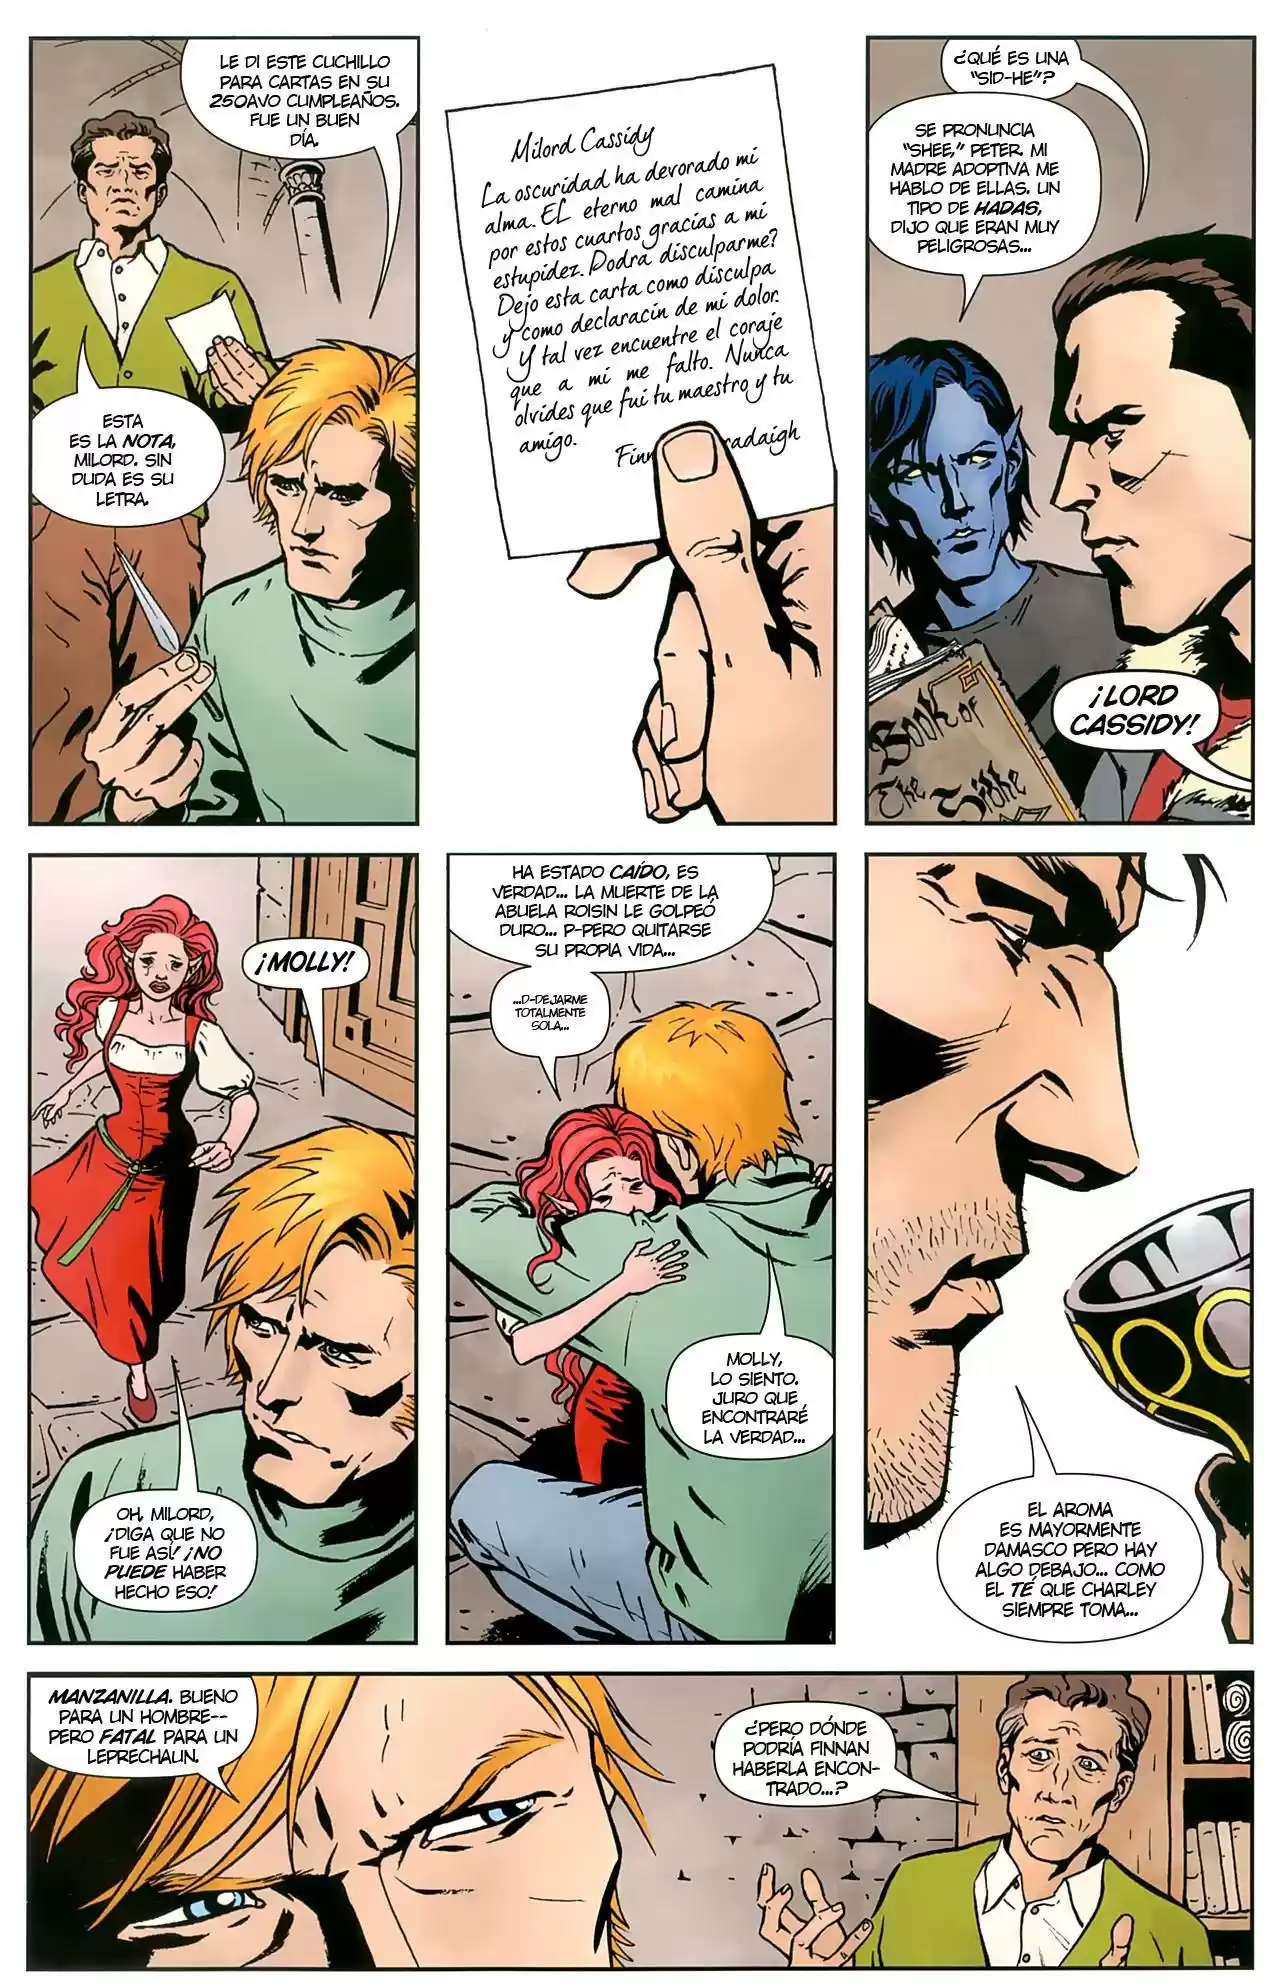 LE DI ESTE CUCHILLO
PARA CARTAS EN SU
250AVO CUMPLEAÑOS.
FUE UN BUEN
DÍA.
ESTA
ES LA NOTA,
MILORD. SIN
DUDA ES SU
LETRA.
Milord Cassidy
La oscuridad ha devorado mi
alma. EL eterno mal camina
por estos cuartos gracias a mi
estupidez. Podra disculparme?
Dejo esta carta como disculpa
y como declaracin de mi dolor.
Y tal vez encuentre el coraje
que a mi me falto. Nunca
olvides que fui tu maestro y tu
amigo.
¿QUÉ ES UNA
"SID-HE"?
SE PRONUNCIA
"SHEE," PETER. MI
MADRE ADOPTIVA ME
HABLO DE ELLAS. UN
TIPO DE HADAS,
DIJO QUE ERAN MUY
PELIGROSAS...
Book of
The Sidhe
¡LORD
CASSIDY!
¡MOLLY!
OH, MILORD,
¡DIGA QUE NO
FUE ASÍ! ¡NO
PUEDE HABER
HECHO ESO!
HA ESTADO CAÍDO, ES
VERDAD... LA MUERTE DE LA
ABUELA ROISIN LE GOLPEÓ
DURO... P-PERO QUITARSE
SU PROPIA VIDA...
...D-DEJARME
TOTALMENTE
SOLA...
MOLLY,
LO SIENTO.
JURO QUE
ENCONTRARÉ
LA VERDAD...
EL AROMA
ES MAYORMENTE
DAMASCO PERO HAY
ALGO DEBAJO... COMO
EL TÉ QUE CHARLEY
SIEMPRE TOMA...
MANZANILLA. BUENO
PARA UN HOMBRE--
PERO FATAL PARA UN
LEPRECHAUN.
¿PERO DÓNDE
PODRÍA FINNAN
HABERLA ENCON-
TRADO...?